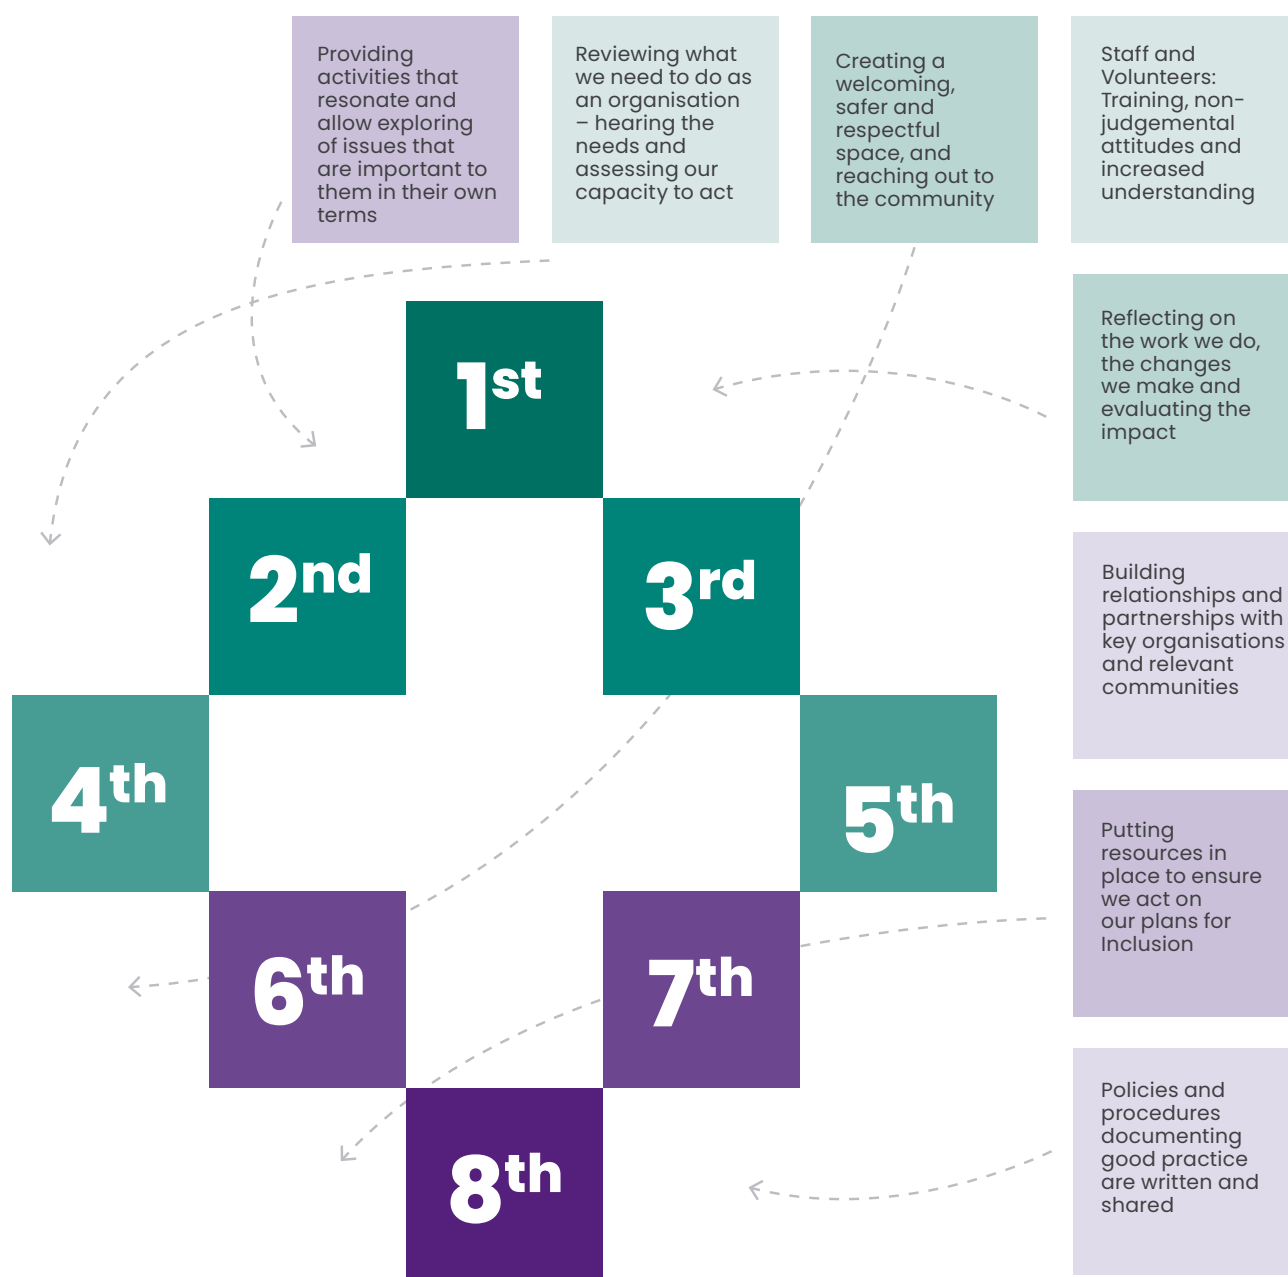 Providing
activities that
resonate and
allow exploring
of issues that
are important to
them in their own
terms
Reviewing what
we need to do as
an organisation
– hearing the
needs and
assessing our
capacity to act
Creating a
welcoming,
safer and
respectful
space, and
reaching out to
the community
Staff and
Volunteers:
Training, non-
judgemental
attitudes and
increased
understanding
Reflecting on
the work we do,
the changes
we make and
evaluating the
impact
Building
relationships and
partnerships with
key organisations
and relevant
communities
Putting
resources in
place to ensure
we act on
our plans for
Inclusion
Policies and
procedures
documenting
good practice
are written and
shared
1st
2nd
3rd
4th
5th
6th
7th
8th